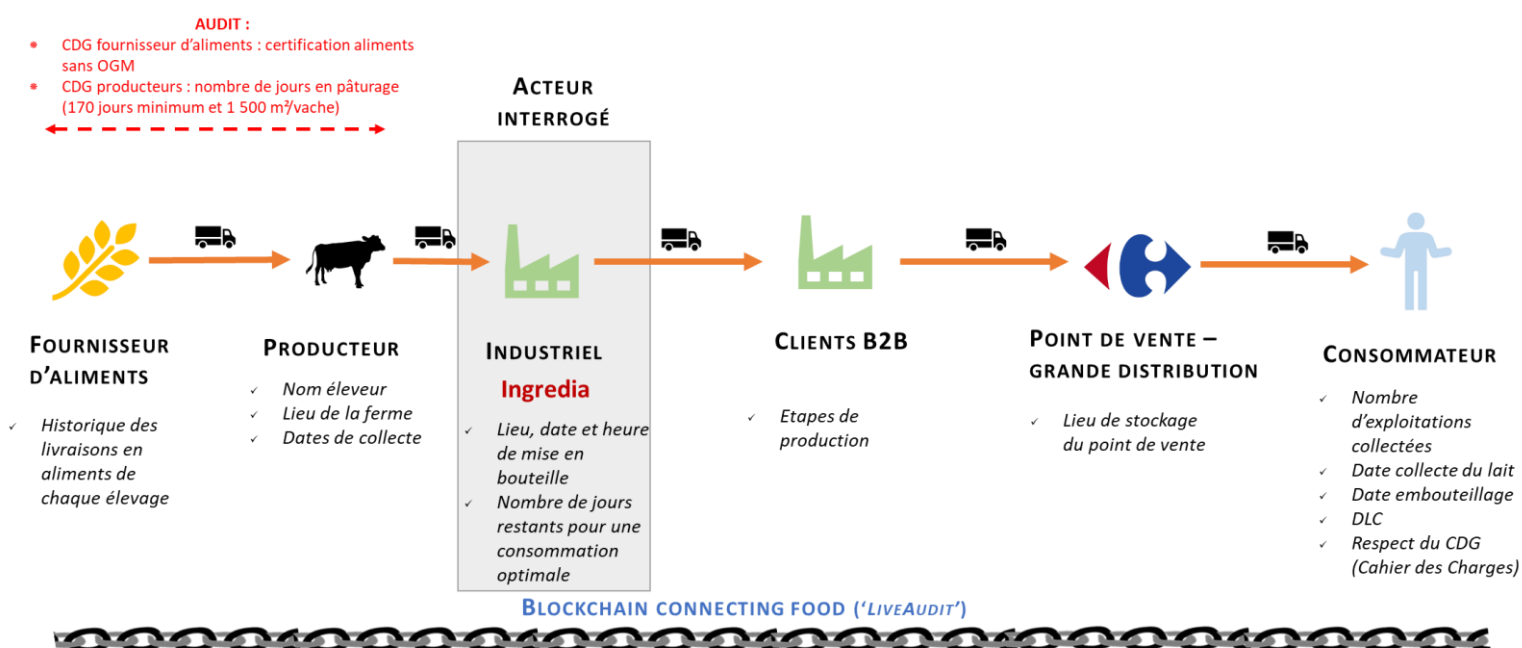 AUDIT :
CDG fournisseur d'aliments : certification aliments
sans OGM
CDG producteurs : nombre de jours en pâturage
(170 jours minimum et 1 500 m²/vache)
ACTEUR
INTERROGÉ
FOURNISSEUR
D'ALIMENTS
✓ Historique des
livraisons en
aliments de
chaque élevage
PRODUCTEUR
✓ Nom éleveur
✓ Lieu de la ferme
✓ Dates de collecte
INDUSTRIEL
Ingredia
✓ Lieu, date et heure
de mise en
bouteille
✓ Nombre de jours
restants pour une
consommation
optimale
CLIENTS B2B
✓ Etapes de
production
POINT DE VENTE –
GRANDE DISTRIBUTION
✓ Lieu de stockage
du point de vente
CONSOMMATEUR
✓ Nombre
d'exploitations
collectées
✓ Date collecte du lait
✓ Date embouteillage
✓ DLC
✓ Respect du CDG
(Cahier des Charges)
BLOCKCHAIN CONNECTING FOOD ('LIVEAUDIT')